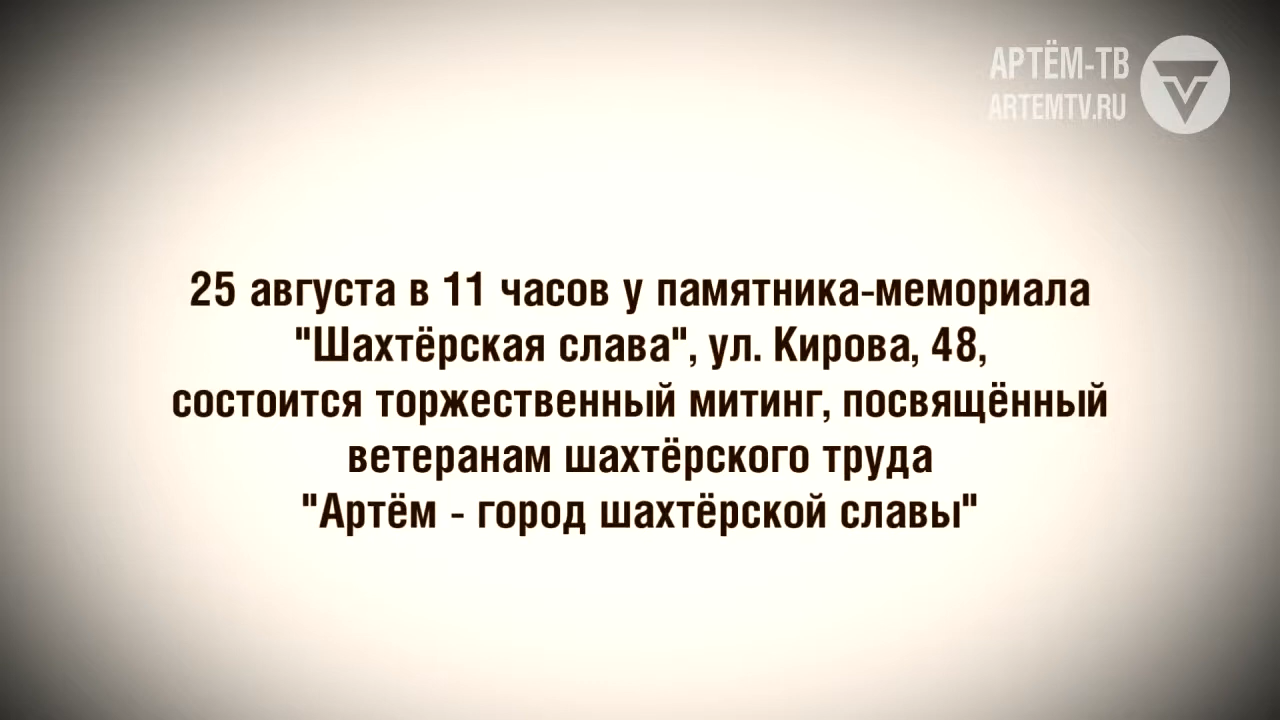 АРТЁМ-ТВ
ARTEMTV.RU
25 августа в 11 часов у памятника-мемориала
"Шахтёрская слава", ул. Кирова, 48,
состоится торжественный митинг, посвящённый
ветеранам шахтёрского труда
"Артём - город шахтёрской славы"